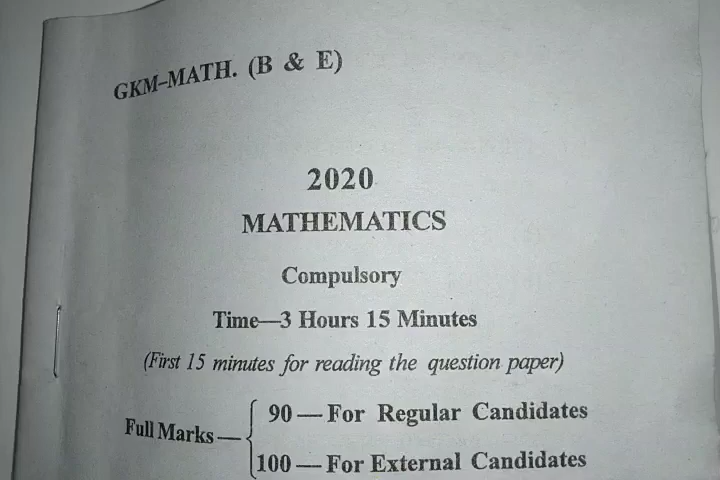 GKM–MATH. (B & E)
2020
MATHEMATICS
Compulsory
Time—3 Hours 15 Minutes
(First 15 minutes for reading the question paper)
Full Marks — { 90 — For Regular Candidates
100 — For External Candidates